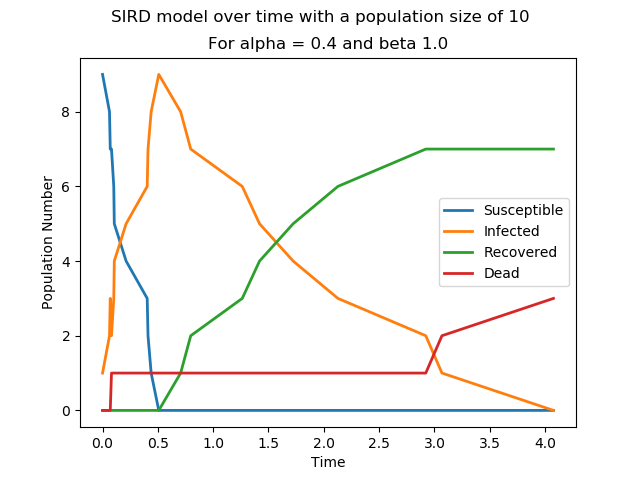 SIRD model over time with a population size of 10
For alpha = 0.4 and beta 1.0
Population Number
8
6
4
2
0
Susceptible
Infected
Recovered
Dead
0.0 0.5 1.0 1.5 2.0 2.5 3.0 3.5 4.0
Time